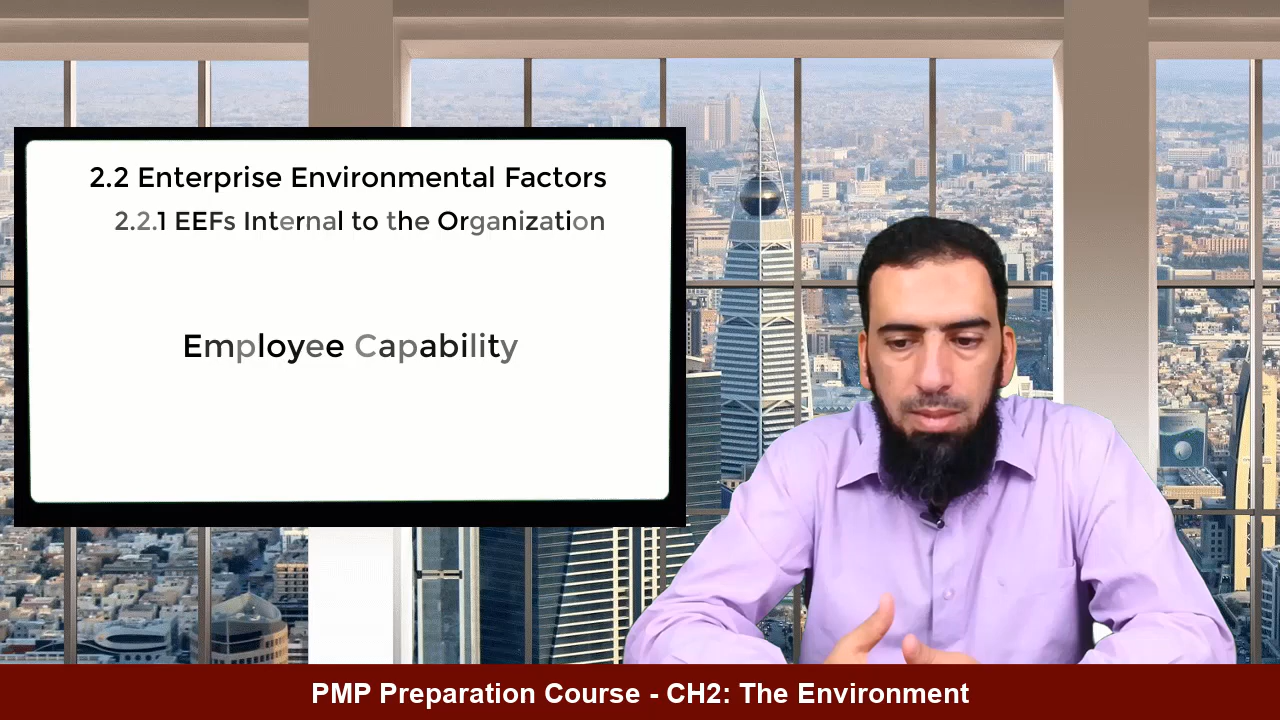 2.2 Enterprise Environmental Factors
2.2.1 EEFs Internal to the Organization
Employee Capability
PMP Preparation Course - CH2: The Environment